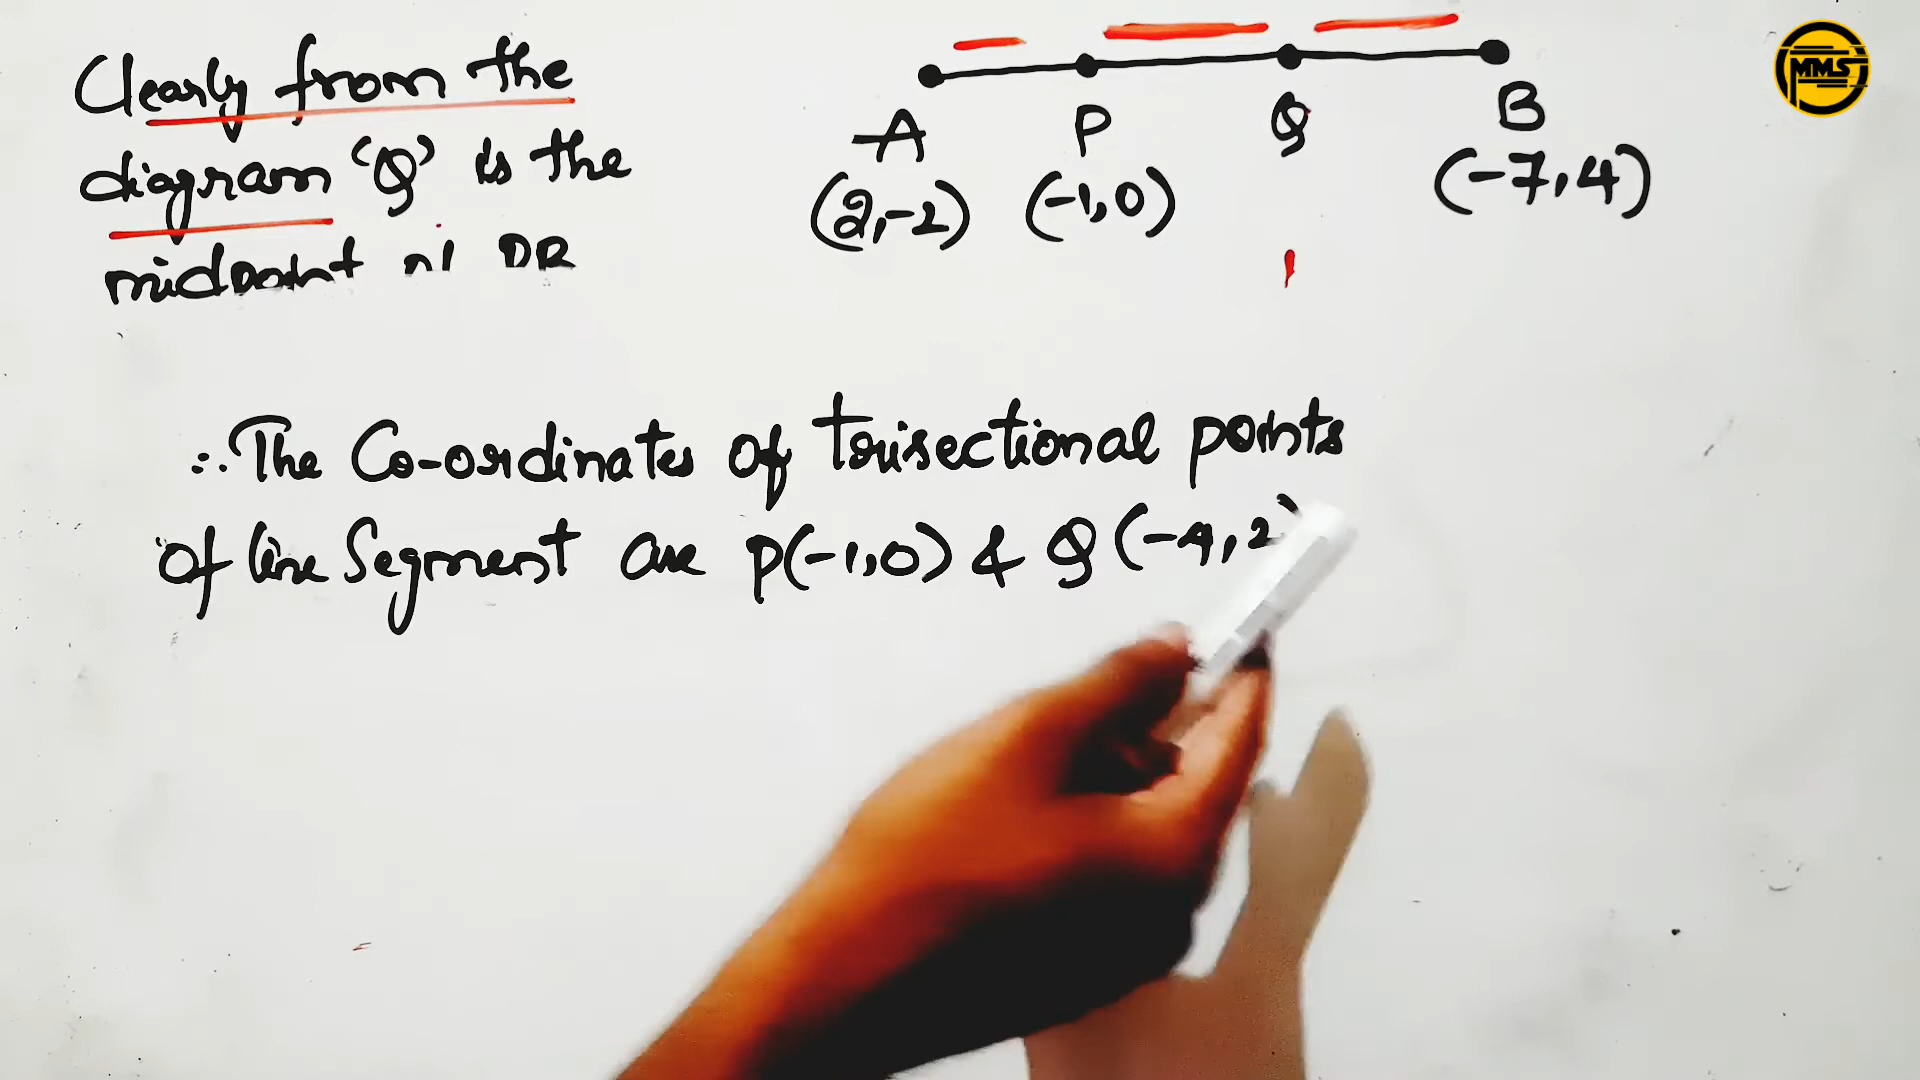 Clearly from the
diagram 'Q' is the
midpoint
A P Q B
(2,-2) (-1,0) (-7,4)
∴ The Co-ordinates of trisectional points
of line Segment are P(-1,0) & Q(-4,2)
MMS